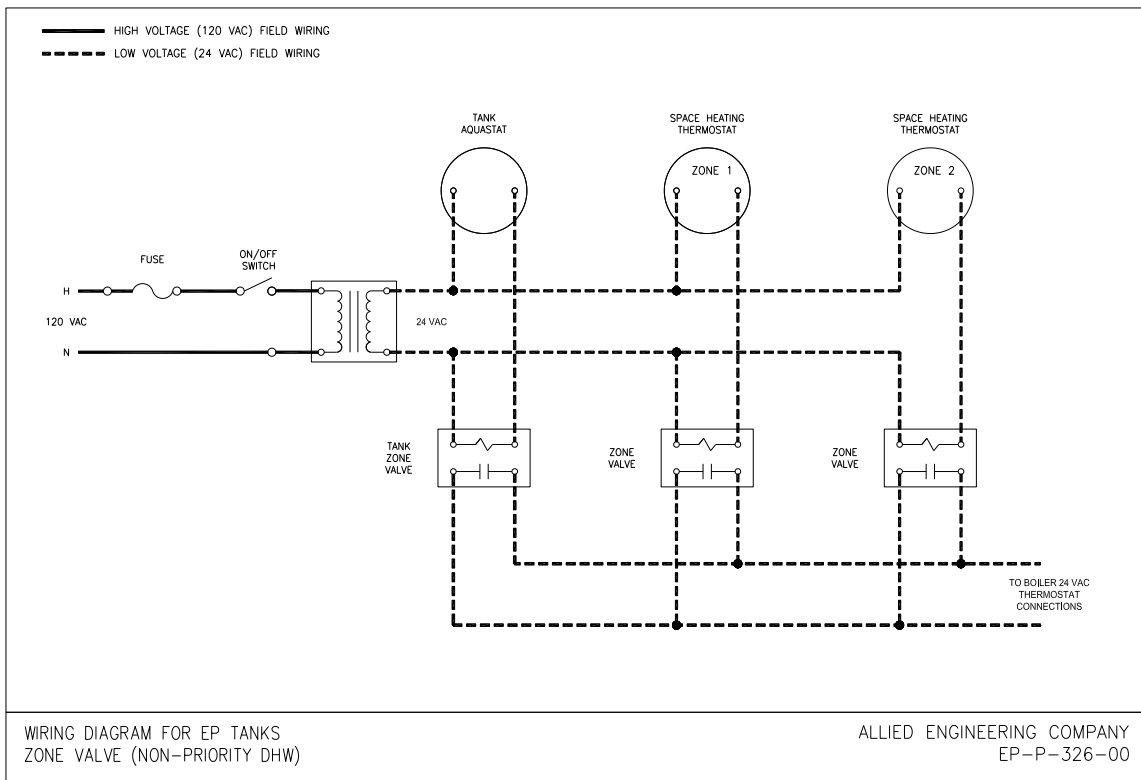 HIGH VOLTAGE (120 VAC) FIELD WIRING
LOW VOLTAGE (24 VAC) FIELD WIRING
TANK
AQUASTAT
SPACE HEATING
THERMOSTAT
SPACE HEATING
THERMOSTAT
ZONE 1
ZONE 2
FUSE
ON/OFF
SWITCH
H
120 VAC
24 VAC
N
TANK
ZONE
VALVE
ZONE
VALVE
ZONE
VALVE
TO BOILER 24 VAC
THERMOSTAT
CONNECTIONS
WIRING DIAGRAM FOR EP TANKS
ZONE VALVE (NON-PRIORITY DHW)
ALLIED ENGINEERING COMPANY
EP-P-326-00